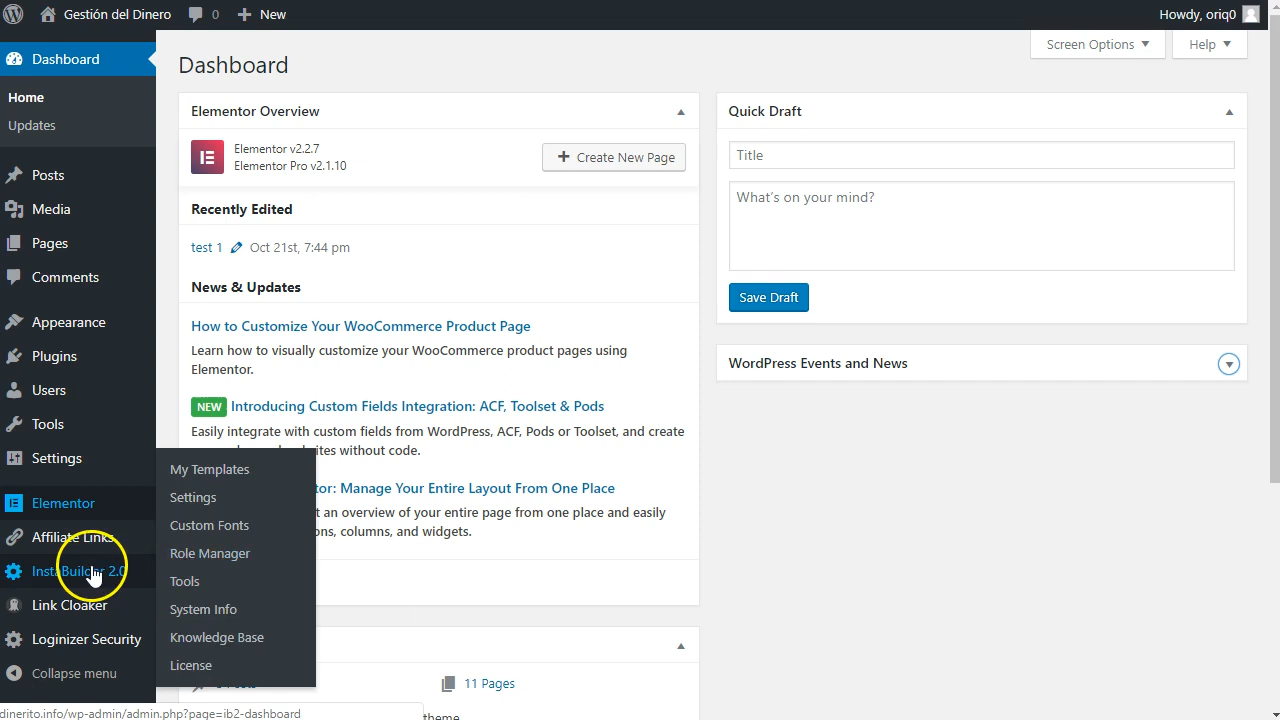 Gestión del Dinero
0
New
Howdy, oriq0
Dashboard
Home
Updates
Posts
Media
Pages
Comments
Appearance
Plugins
Users
Tools
Settings
Elementor
Affiliate Links
InstaBuilder 2.0
Link Cloaker
Loginizer Security
Collapse menu
My Templates
Settings
Custom Fonts
Role Manager
Tools
System Info
Knowledge Base
License
Screen Options
Help
Dashboard
Elementor Overview
Elementor v2.2.7
Elementor Pro v2.1.10
Create New Page
Recently Edited
test 1 Oct 21st, 7:44 pm
News & Updates
How to Customize Your WooCommerce Product Page
Learn how to visually customize your WooCommerce product pages using
Elementor.
NEW Introducing Custom Fields Integration: ACF, Toolset & Pods
Easily integrate with custom fields from WordPress, ACF, Pods or Toolset, and create
ites without code.
tor: Manage Your Entire Layout From One Place
t an overview of your entire page from one place and easily
ons, columns, and widgets.
11 Pages
theme
Quick Draft
Title
What's on your mind?
Save Draft
WordPress Events and News
dinerito.info/wp-admin/admin.php?page=ib2-dashboard